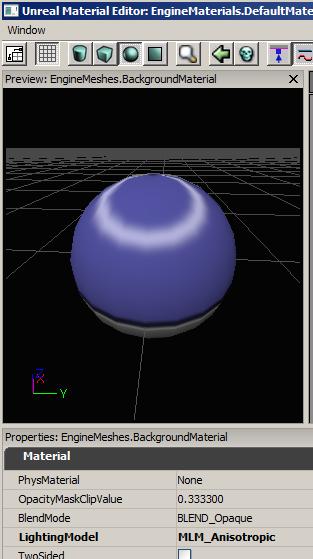 Unreal Material Editor: EngineMaterials.DefaultMate
Window
Preview: EngineMeshes.BackgroundMaterial
X
Y
Properties: EngineMeshes.BackgroundMaterial
Material
PhysMaterial None
OpacityMaskClipValue 0.333300
BlendMode BLEND_Opaque
LightingModel MLM_Anisotropic
TwoSided